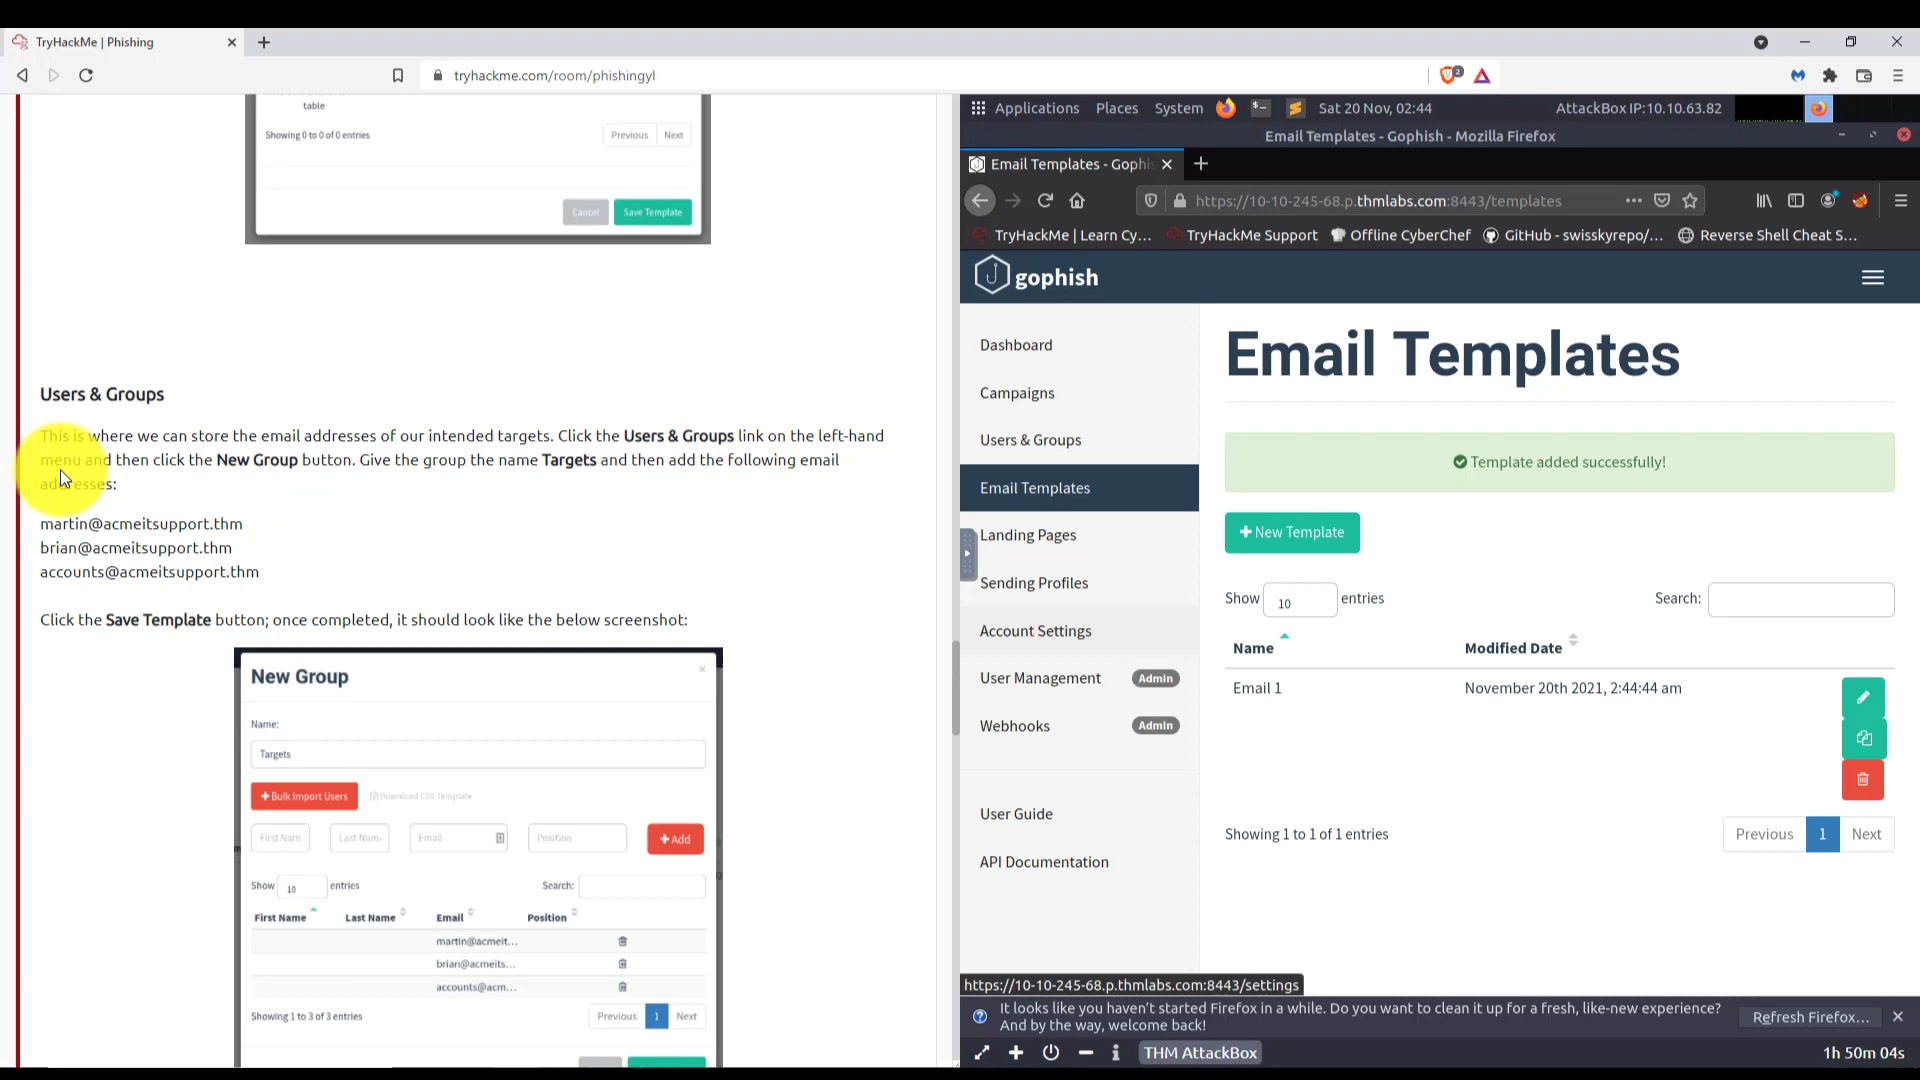 TryHackMe | Phishing
tryhackme.com/room/phishingyl
2
table
Showing 0 to 0 of 0 entries
Previous Next
Cancel Save Template
Users & Groups
This is where we can store the email addresses of our intended targets. Click the Users & Groups link on the left-hand
menu and then click the New Group button. Give the group the name Targets and then add the following email
addresses:
martin@acmeitsupport.thm
brian@acmeitsupport.thm
accounts@acmeitsupport.thm
Click the Save Template button; once completed, it should look like the below screenshot:
New Group
Name:
Targets
Bulk Import Users Download CSV Template
First Nam Last Name Email Position Add
Show 10 entries Search:
First Name Last Name Email Position
martin@acmeit...
brian@acmeits...
accounts@acm...
Showing 1 to 3 of 3 entries Previous 1 Next
Applications Places System Sat 20 Nov, 02:44 AttackBox IP:10.10.63.82
Email Templates - Gophish - Mozilla Firefox
Email Templates - Gophis
https://10-10-245-68.p.thmlabs.com:8443/templates
TryHackMe | Learn Cy... TryHackMe Support Offline CyberChef GitHub - swisskyrepo/... Reverse Shell Cheat S...
gophish
Dashboard
Campaigns
Users & Groups
Email Templates
Landing Pages
Sending Profiles
Account Settings
User Management Admin
Webhooks Admin
User Guide
API Documentation
Email Templates
Template added successfully!
New Template
Show 10 entries Search:
Name Modified Date
Email 1 November 20th 2021, 2:44:44 am
Showing 1 to 1 of 1 entries Previous 1 Next
https://10-10-245-68.p.thmlabs.com:8443/settings
It looks like you haven't started Firefox in a while. Do you want to clean it up for a fresh, like-new experience?
And by the way, welcome back!
Refresh Firefox...
THM AttackBox 1h 50m 04s